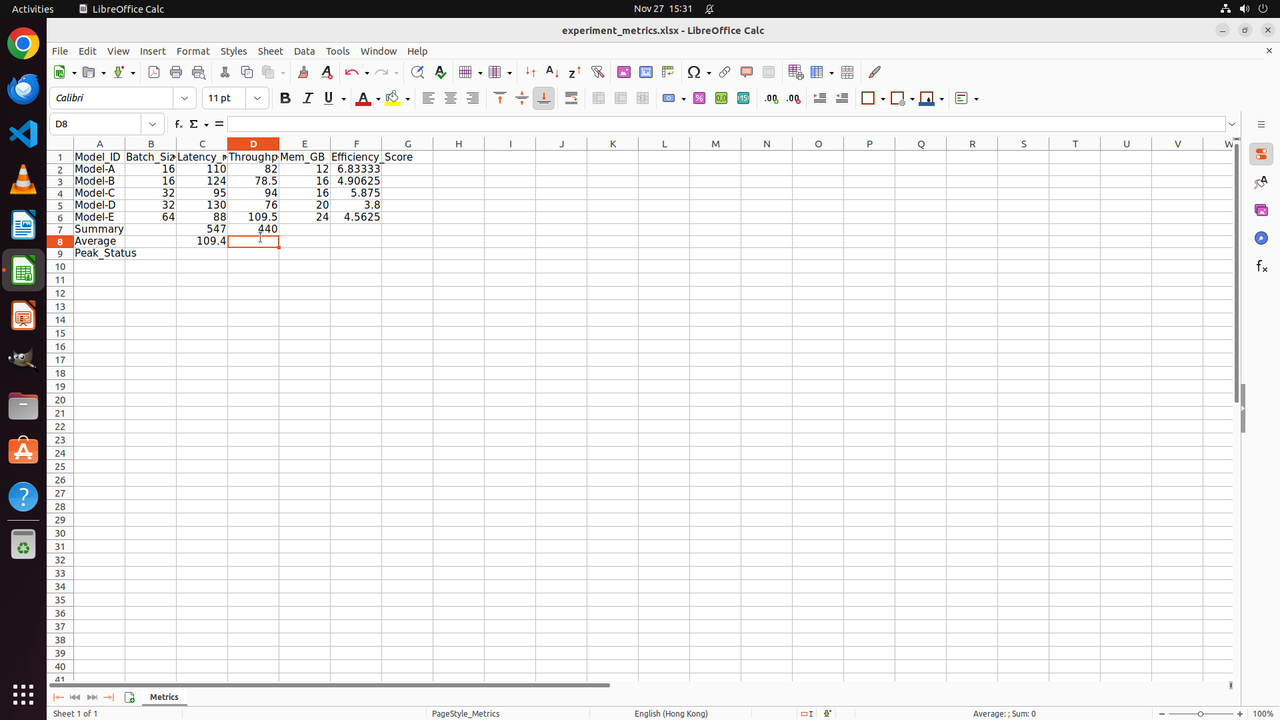 Activities LibreOffice Calc Nov 27 15:31
experiment_metrics.xlsx - LibreOffice Calc
File Edit View Insert Format Styles Sheet Data Tools Window Help
Calibri 11 pt
D8
A B C D E F G H I J K L M N O P Q R S T U V W
1 Model_ID Batch_Siz Latency_r Throughp Mem_GB Efficiency_Score
2 Model-A 16 110 82 12 6.83333
3 Model-B 16 124 78.5 16 4.90625
4 Model-C 32 95 94 16 5.875
5 Model-D 32 130 76 20 3.8
6 Model-E 64 88 109.5 24 4.5625
7 Summary 547 440
8 Average 109.4
9 Peak_Status
10
11
12
13
14
15
16
17
18
19
20
21
22
23
24
25
26
27
28
29
30
31
32
33
34
35
36
37
38
39
40
41
Metrics
Sheet 1 of 1 PageStyle_Metrics English (Hong Kong) Average: ; Sum: 0 100%